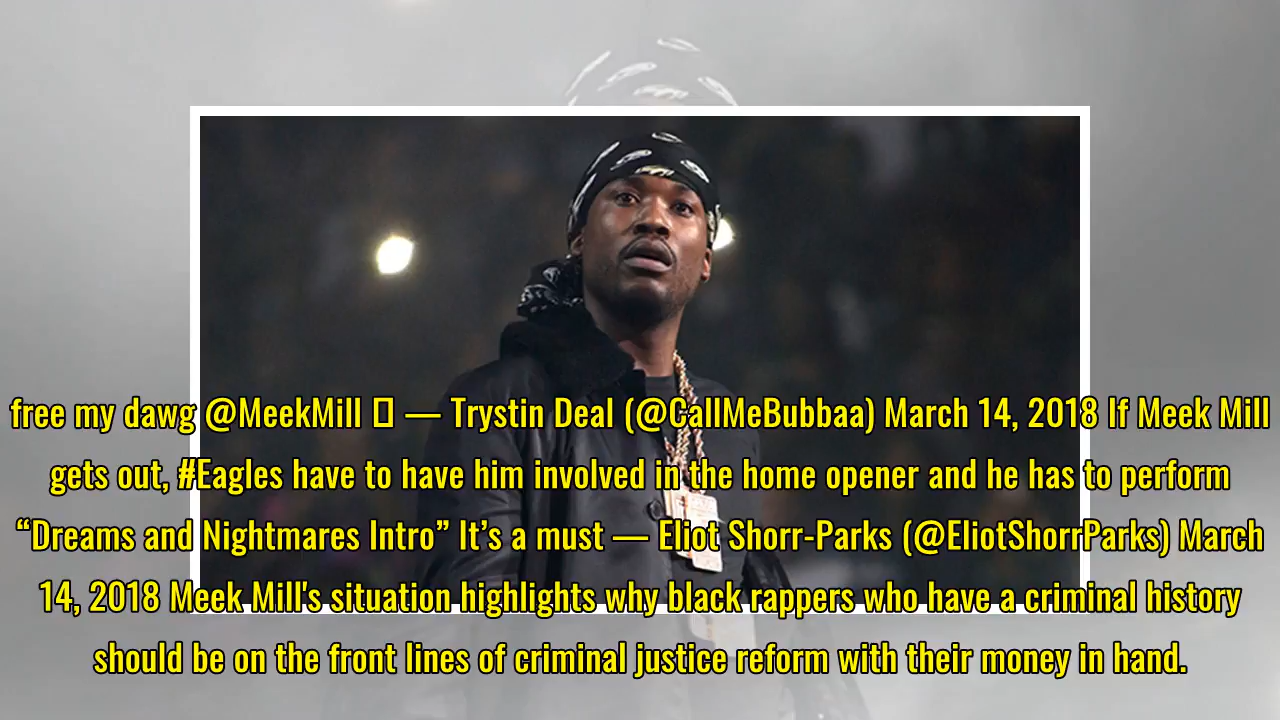 free my dawg @MeekMill — Trystin Deal (@CallMeBubbaa) March 14, 2018 If Meek Mill
gets out, #Eagles have to have him involved in the home opener and he has to perform
“Dreams and Nightmares Intro” It’s a must — Eliot Shorr-Parks (@EliotShorrParks) March
14, 2018 Meek Mill's situation highlights why black rappers who have a criminal history
should be on the front lines of criminal justice reform with their money in hand.